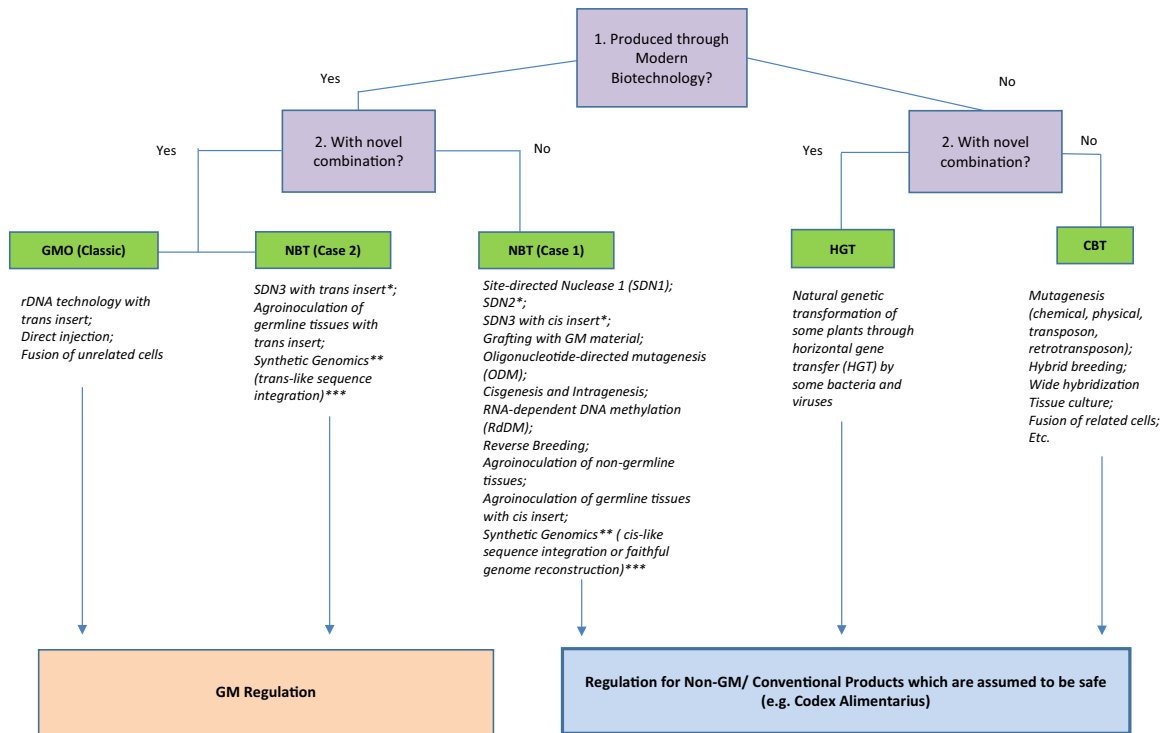 1. Produced through
Modern
Biotechnology?
Yes
No
2. With novel
combination?
2. With novel
combination?
Yes
No
Yes
No
GMO (Classic)
NBT (Case 2)
NBT (Case 1)
HGT
CBT
rDNA technology with
trans insert;
Direct injection;
Fusion of unrelated cells
SDN3 with trans insert*;
Agroinoculation of
germline tissues with
trans insert;
Synthetic Genomics**
(trans-like sequence
integration)***
Site-directed Nuclease 1 (SDN1);
SDN2*;
SDN3 with cis insert*;
Grafting with GM material;
Oligonucleotide-directed mutagenesis
(ODM);
Cisgenesis and Intragenesis;
RNA-dependent DNA methylation
(RdDM);
Reverse Breeding;
Agroinoculation of non-germline
tissues;
Agroinoculation of germline tissues
with cis insert;
Synthetic Genomics** ( cis-like
sequence integration or faithful
genome reconstruction)***
Natural genetic
transformation of
some plants through
horizontal gene
transfer (HGT) by
some bacteria and
viruses
Mutagenesis
(chemical, physical,
transposon,
retrotransposon);
Hybrid breeding;
Wide hybridization
Tissue culture;
Fusion of related cells;
Etc.
GM Regulation
Regulation for Non-GM/ Conventional Products which are assumed to be safe
(e.g. Codex Alimentarius)